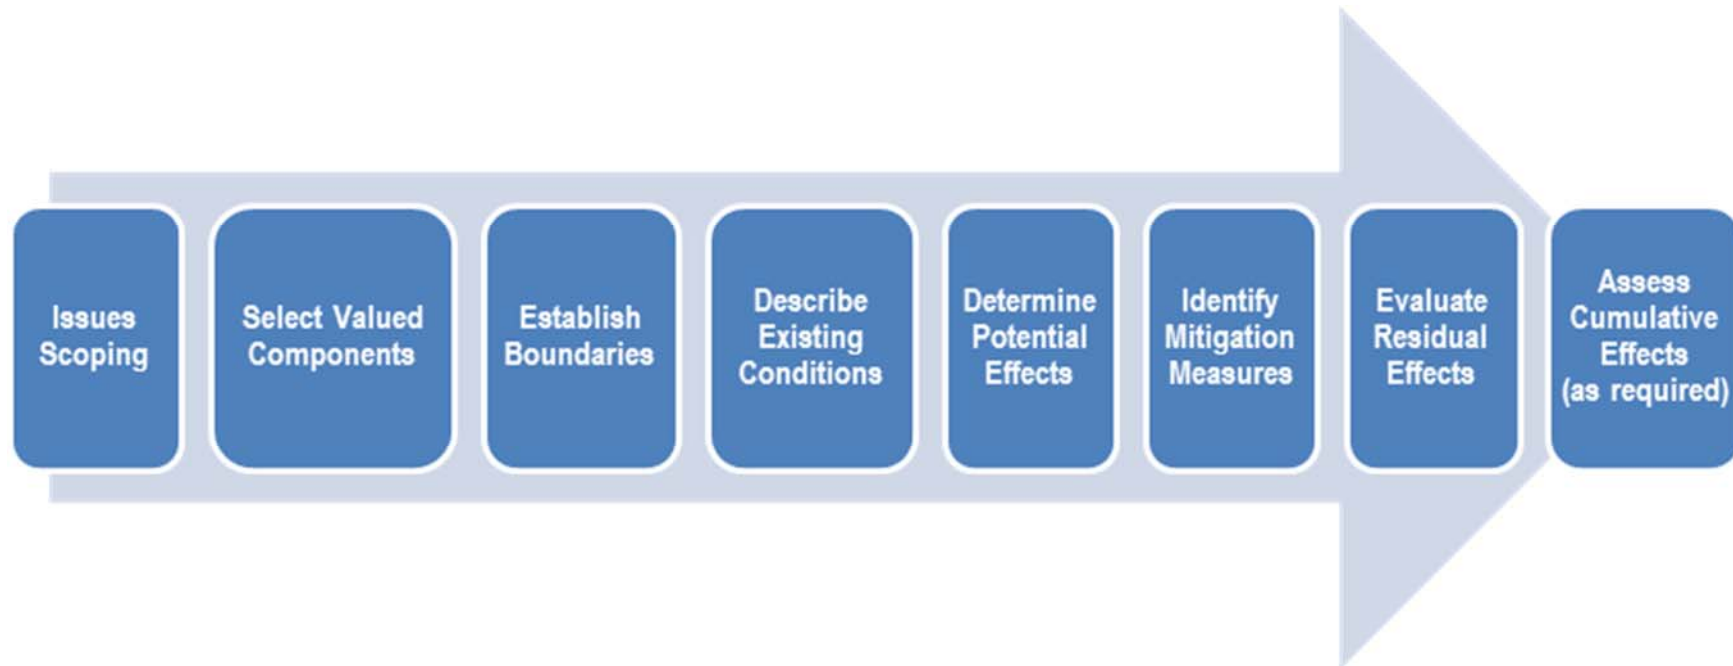 Issues
Scoping
Select Valued
Components
Establish
Boundaries
Describe
Existing
Conditions
Determine
Potential
Effects
Identify
Mitigation
Measures
Evaluate
Residual
Effects
Assess
Cumulative
Effects
(as required)